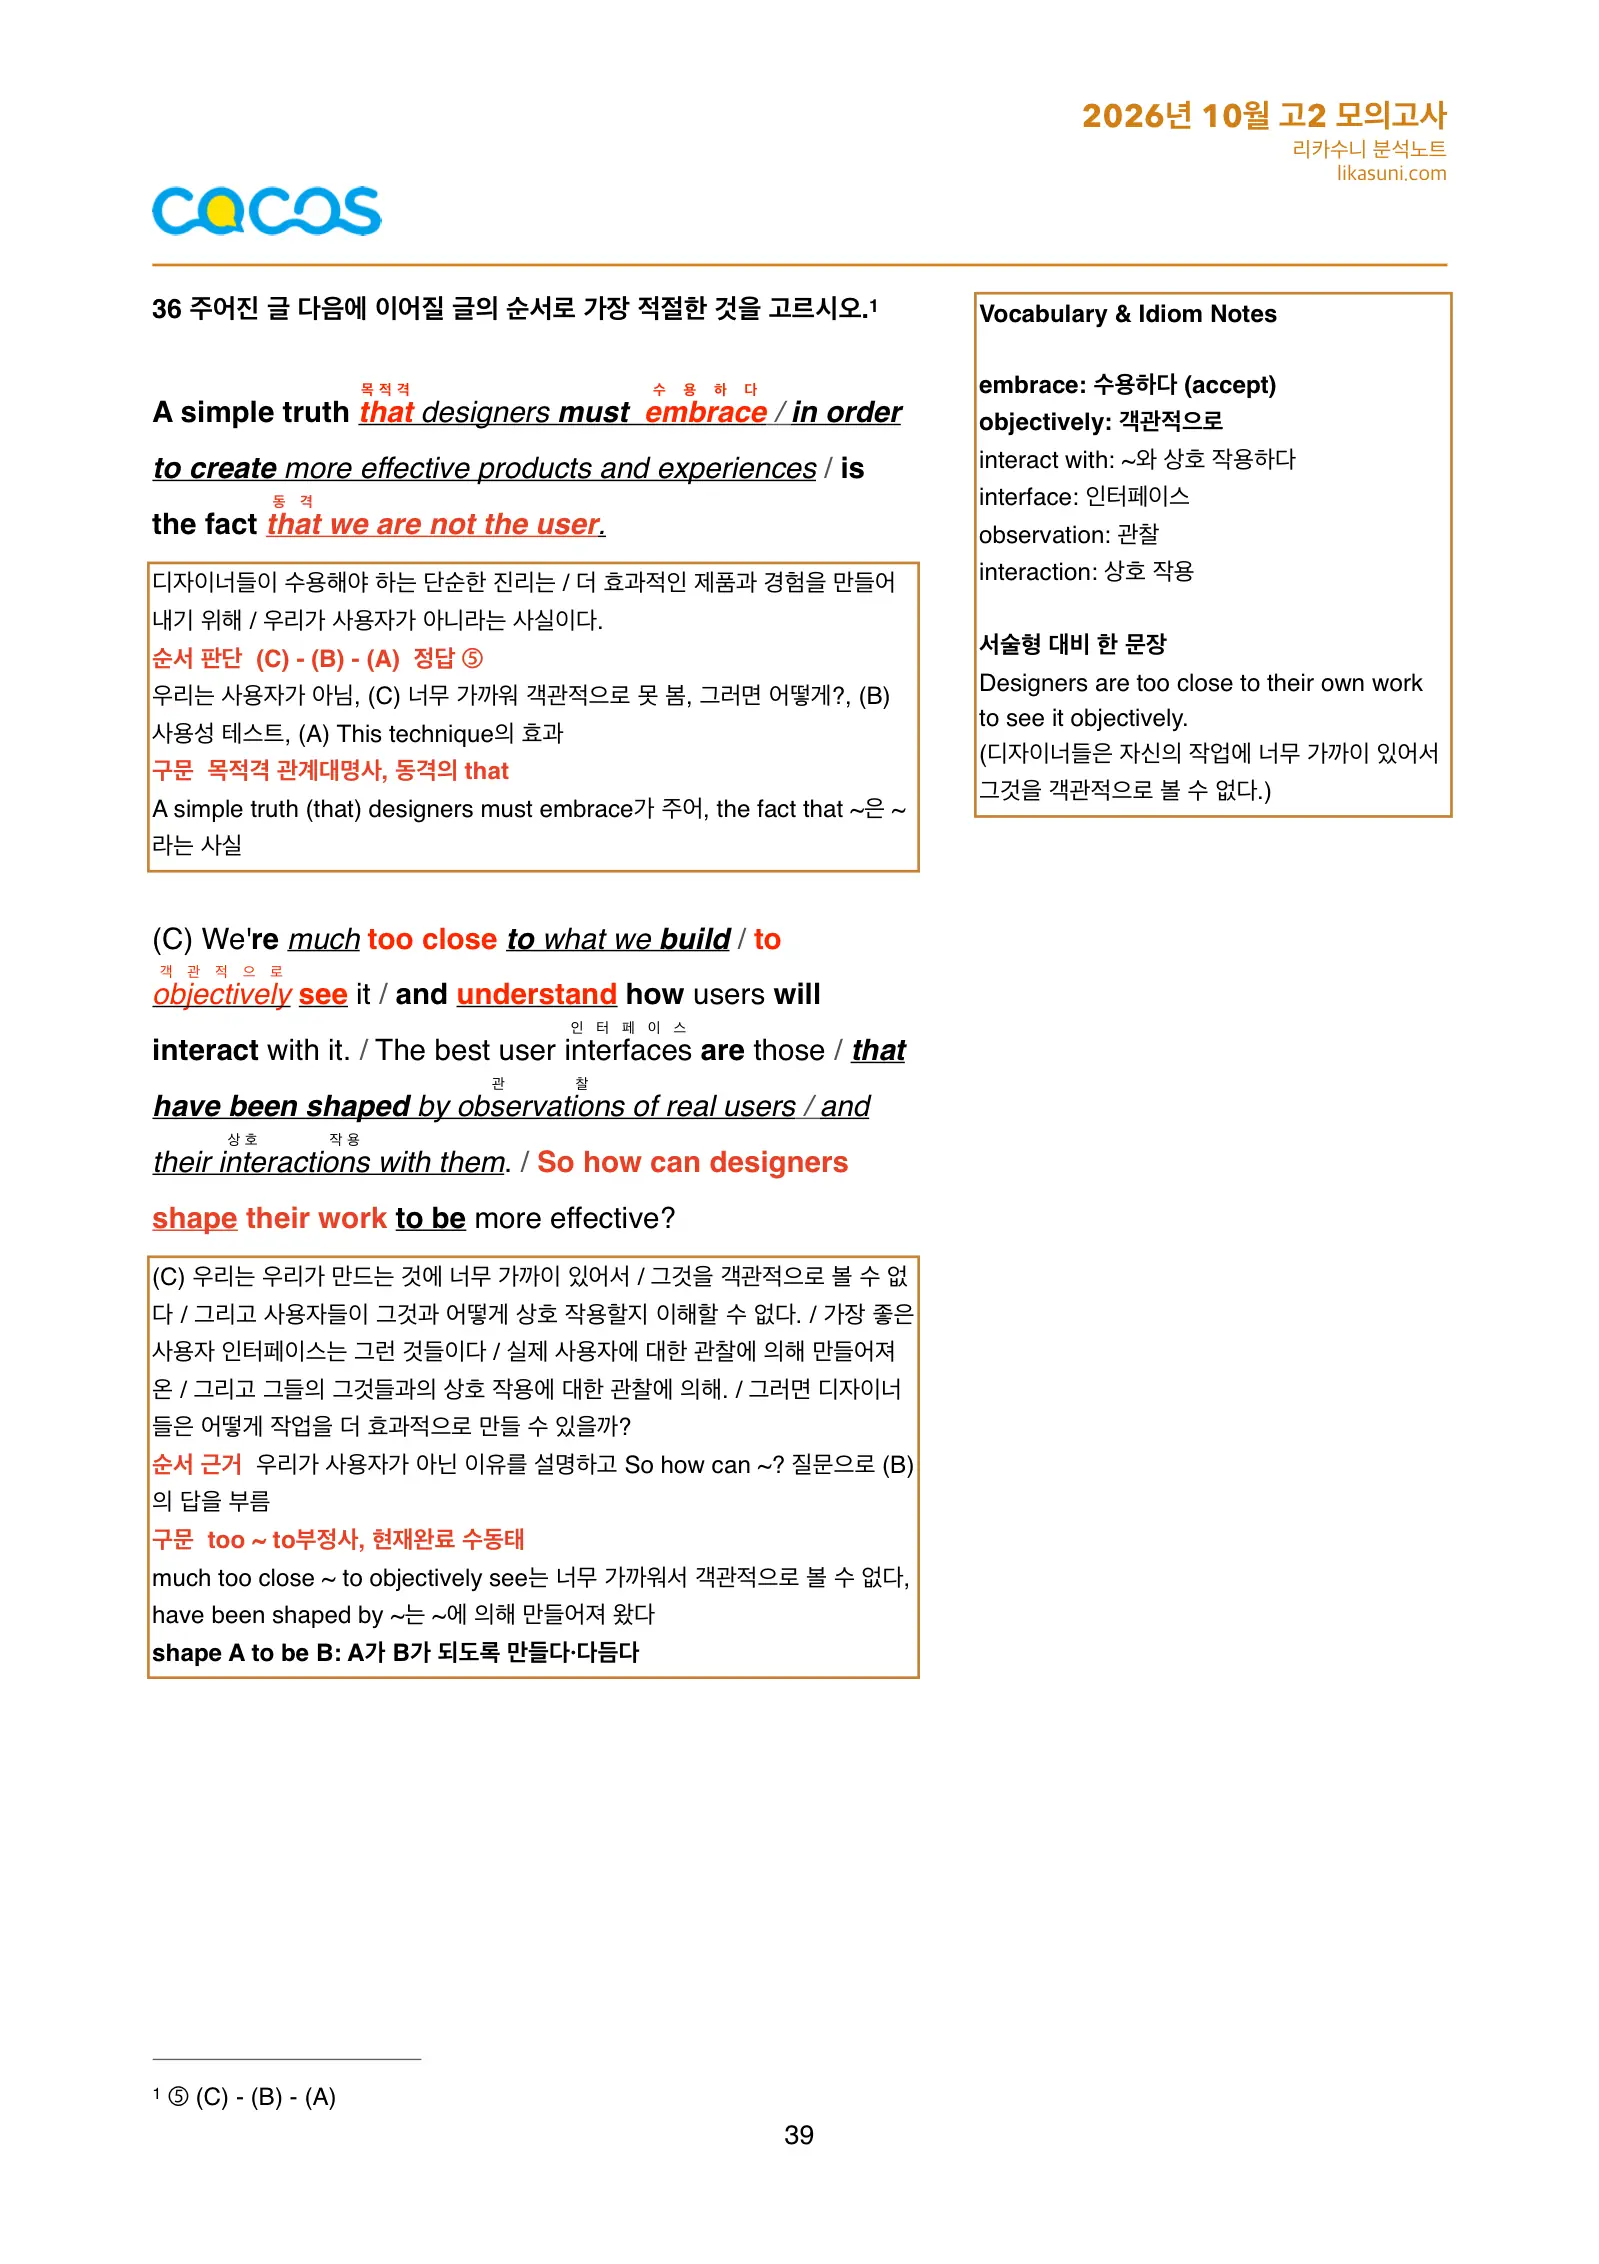 2026년 10월 고2 모의고사
리카수니 분석노트
likasuni.com
cacos
36 주어진 글 다음에 이어질 글의 순서로 가장 적절한 것을 고르시오.¹
목적격 수용하다
A simple truth that designers must embrace / in order
to create more effective products and experiences / is
동격
the fact that we are not the user.
디자이너들이 수용해야 하는 단순한 진리는 / 더 효과적인 제품과 경험을 만들어
내기 위해 / 우리가 사용자가 아니라는 사실이다.
순서 판단 (C) - (B) - (A) 정답 ⑤
우리는 사용자가 아님, (C) 너무 가까워 객관적으로 못 봄, 그러면 어떻게?, (B)
사용성 테스트, (A) This technique의 효과
구문 목적격 관계대명사, 동격의 that
A simple truth (that) designers must embrace가 주어, the fact that ~은 ~
라는 사실
(C) We're much too close to what we build / to
객관적으로
objectively see it / and understand how users will
인터페이스
interact with it. / The best user interfaces are those / that
관찰
have been shaped by observations of real users / and
상호 작용
their interactions with them. / So how can designers
shape their work to be more effective?
(C) 우리는 우리가 만드는 것에 너무 가까이 있어서 / 그것을 객관적으로 볼 수 없
다 / 그리고 사용자들이 그것과 어떻게 상호 작용할지 이해할 수 없다. / 가장 좋은
사용자 인터페이스는 그런 것들이다 / 실제 사용자에 대한 관찰에 의해 만들어져
온 / 그리고 그들의 그것들과의 상호 작용에 대한 관찰에 의해. / 그러면 디자이너
들은 어떻게 작업을 더 효과적으로 만들 수 있을까?
순서 근거 우리가 사용자가 아닌 이유를 설명하고 So how can ~? 질문으로 (B)
의 답을 부름
구문 too ~ to부정사, 현재완료 수동태
much too close ~ to objectively see는 너무 가까워서 객관적으로 볼 수 없다,
have been shaped by ~는 ~에 의해 만들어져 왔다
shape A to be B: A가 B가 되도록 만들다·다듬다
Vocabulary & Idiom Notes
embrace: 수용하다 (accept)
objectively: 객관적으로
interact with: ~와 상호 작용하다
interface: 인터페이스
observation: 관찰
interaction: 상호 작용
서술형 대비 한 문장
Designers are too close to their own work
to see it objectively.
(디자이너들은 자신의 작업에 너무 가까이 있어서
그것을 객관적으로 볼 수 없다.)
¹ ⑤ (C) - (B) - (A)
39